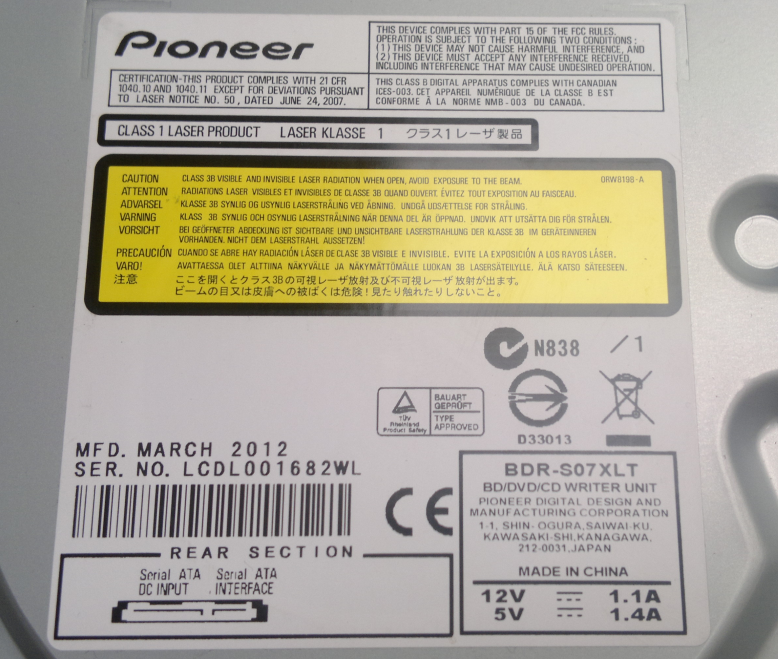 Pioneer
THIS DEVICE COMPLIES WITH PART 15 OF THE FCC RULES.
OPERATION IS SUBJECT TO THE FOLLOWING TWO CONDITIONS :
(1) THIS DEVICE MAY NOT CAUSE HARMFUL INTERFERENCE, AND
(2) THIS DEVICE MUST ACCEPT ANY INTERFERENCE RECEIVED,
INCLUDING INTERFERENCE THAT MAY CAUSE UNDESIRED OPERATION.
CERTIFICATION-THIS PRODUCT COMPLIES WITH 21 CFR
1040.10 AND 1040.11 EXCEPT FOR DEVIATIONS PURSUANT
TO LASER NOTICE NO. 50, DATED JUNE 24, 2007.
THIS CLASS B DIGITAL APPARATUS COMPLIES WITH CANADIAN
ICES-003. CET APPAREIL NUMÉRIQUE DE LA CLASSE B EST
CONFORME À LA NORME NMB-003 DU CANADA.
CLASS 1 LASER PRODUCT LASER KLASSE 1 クラス1レーザ製品
CAUTION CLASS 3B VISIBLE AND INVISIBLE LASER RADIATION WHEN OPEN, AVOID EXPOSURE TO THE BEAM. ORW8198-A
ATTENTION RADIATIONS LASER VISIBLES ET INVISIBLES DE CLASSE 3B QUAND OUVERT. ÉVITEZ TOUT EXPOSITION AU FAISCEAU.
ADVARSEL KLASSE 3B SYNLIG OG USYNLIG LASERSTRÅLING VED ÅBNING. UNDGÅ UDSÆTTELSE FOR STRÅLING.
VARNING KLASS 3B SYNLIG OCH OSYNLIG LASERSTRÅLNING NÄR DENNA DEL ÄR ÖPPNAD. UNDVIK ATT UTSÄTTA DIG FÖR STRÅLEN.
VORSICHT BEI GEÖFFNETER ABDECKUNG IST SICHTBARE UND UNSICHTBARE LASERSTRAHLUNG DER KLASSE 3B IM GERÄTEINNEREN
VORHANDEN. NICHT DEM LASERSTRAHL AUSSETZEN!
PRECAUCIÓN CUANDO SE ABRE HAY RADIACIÓN LÁSER DE CLASE 3B VISIBLE E INVISIBLE. EVITE LA EXPOSICIÓN A LOS RAYOS LÁSER.
VARO! AVATTAESSA OLET ALTTIINA NÄKYVÄLLE JA NÄKYMÄTTÖMÄLLE LUOKAN 3B LASERSÄTEILYLLE. ÄLÄ KATSO SÄTEESEEN.
注意 ここを開くとクラス3Bの可視レーザ放射及び不可視レーザ放射が出ます。
ビームの目又は皮膚への被ばくは危険!見たり触れたりしないこと。
N838 /1
TÜV
Rheinland
Product Safety
BAUART
GEPRÜFT
TYPE
APPROVED
D33013
MFD. MARCH 2012
SER. NO. LCDL001682WL
CE
REAR SECTION
Serial ATA Serial ATA
DC INPUT INTERFACE
BDR-S07XLT
BD/DVD/CD WRITER UNIT
PIONEER DIGITAL DESIGN AND
MANUFACTURING CORPORATION
1-1, SHIN-OGURA,SAIWAI-KU,
KAWASAKI-SHI,KANAGAWA,
212-0031,JAPAN
MADE IN CHINA
12V 1.1A
5V 1.4A